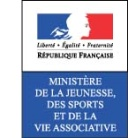 Liberté • Égalité • Fraternité
RÉPUBLIQUE FRANÇAISE
MINISTÈRE
DE LA JEUNESSE,
DES SPORTS
ET DE LA
VIE ASSOCIATIVE